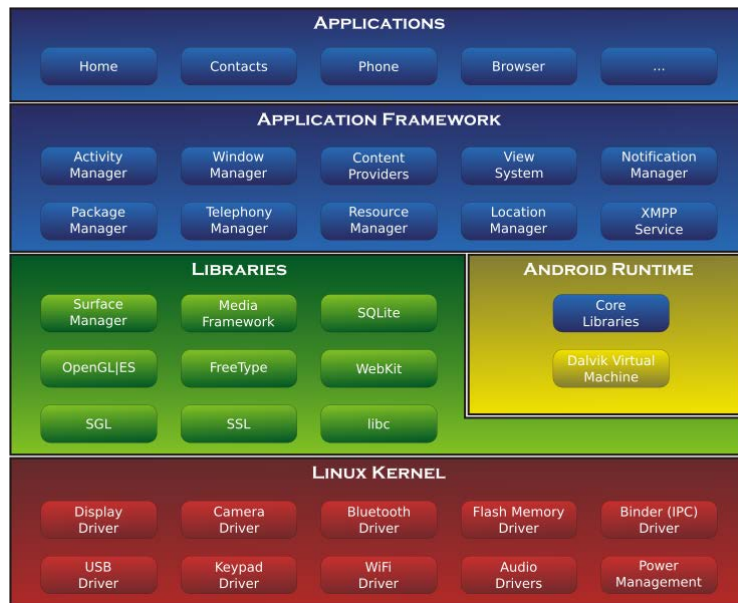 APPLICATIONS
Home
Contacts
Phone
Browser
...
APPLICATION FRAMEWORK
Activity
Manager
Window
Manager
Content
Providers
View
System
Notification
Manager
Package
Manager
Telephony
Manager
Resource
Manager
Location
Manager
XMPP
Service
LIBRARIES
Surface
Manager
Media
Framework
SQLite
OpenGL|ES
FreeType
WebKit
SGL
SSL
libc
ANDROID RUNTIME
Core
Libraries
Dalvik Virtual
Machine
LINUX KERNEL
Display
Driver
Camera
Driver
Bluetooth
Driver
Flash Memory
Driver
Binder (IPC)
Driver
USB
Driver
Keypad
Driver
WiFi
Driver
Audio
Drivers
Power
Management